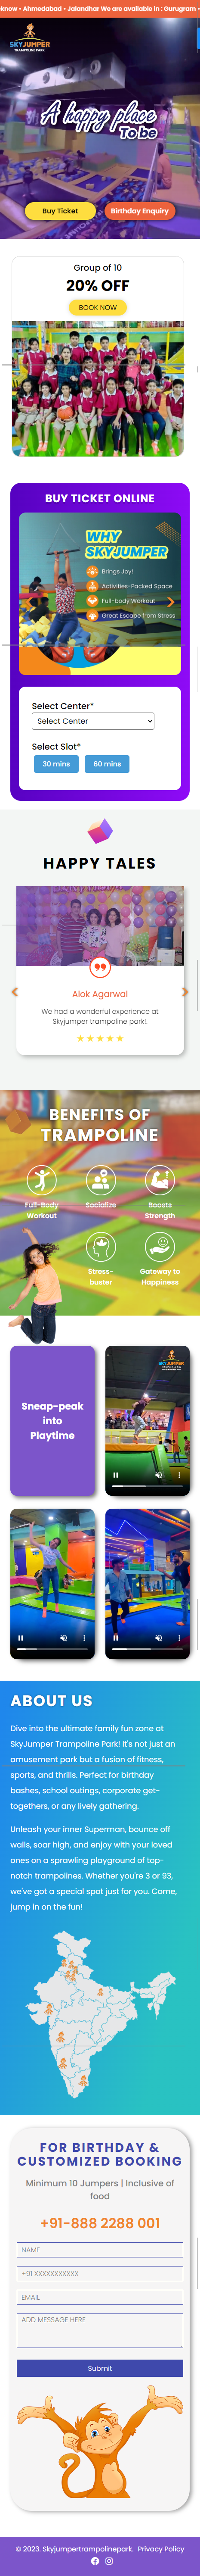 know • Ahmedabad • Jalandhar We are available in : Gurugram •
SKYJUMPER
TRAMPOLINE PARK
A happy place
To be
Buy Ticket
Birthday Enquiry
Group of 10
20% OFF
BOOK NOW
BUY TICKET ONLINE
WHY
SKYJUMPER
Brings Joy!
Activities-Packed Space
Full-body Workout
Great Escape from Stress
Select Center*
Select Center
Select Slot*
30 mins
60 mins
HAPPY TALES
Alok Agarwal
We had a wonderful experience at
Skyjumper trampoline park!.
BENEFITS OF
TRAMPOLINE
Full-Body
Workout
Socialize
Boosts
Strength
Stress-
buster
Gateway to
Happiness
Sneap-peak
into
Playtime
SKYJUMPER
ABOUT US
Dive into the ultimate family fun zone at
SkyJumper Trampoline Park! It's not just an
amusement park but a fusion of fitness,
sports, and thrills. Perfect for birthday
bashes, school outings, corporate get-
togethers, or any lively gathering.
Unleash your inner Superman, bounce off
walls, soar high, and enjoy with your loved
ones on a sprawling playground of top-
notch trampolines. Whether you're 3 or 93,
we've got a special spot just for you. Come,
jump in on the fun!
FOR BIRTHDAY &
CUSTOMIZED BOOKING
Minimum 10 Jumpers | Inclusive of
food
+91-888 2288 001
NAME
+91 XXXXXXXXXXX
EMAIL
ADD MESSAGE HERE
Submit
© 2023. Skyjumpertrampolinepark. Privacy Policy